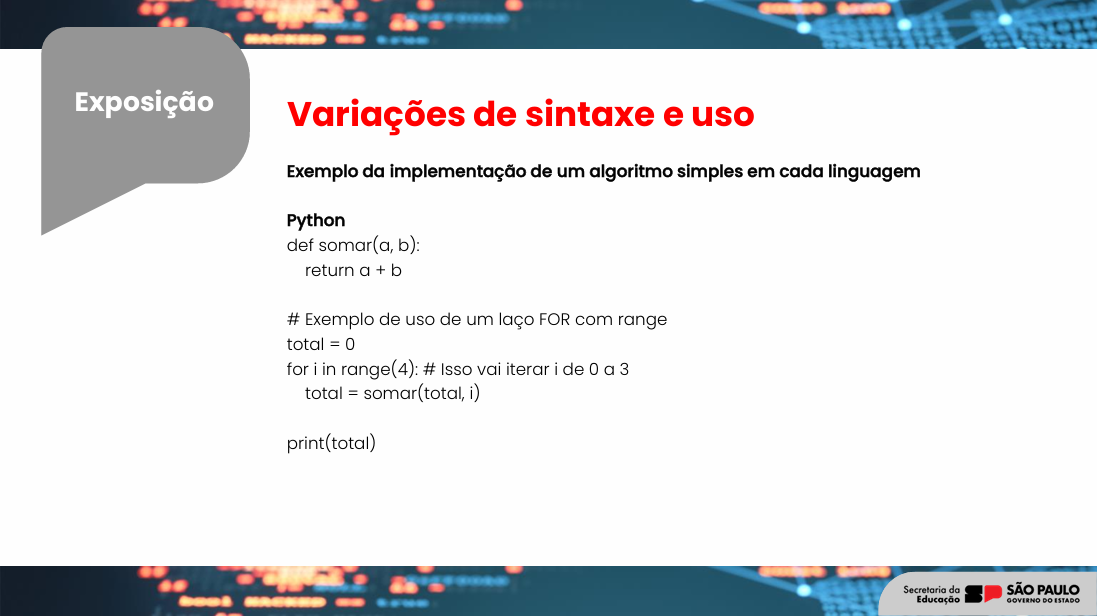 Exposição
Variações de sintaxe e uso
Exemplo da implementação de um algoritmo simples em cada linguagem
Python
def somar(a, b):
    return a + b
# Exemplo de uso de um laço FOR com range
total = 0
for i in range(4): # Isso vai iterar i de 0 a 3
    total = somar(total, i)
print(total)
Secretaria da
Educação
SÃO PAULO
GOVERNO DO ESTADO